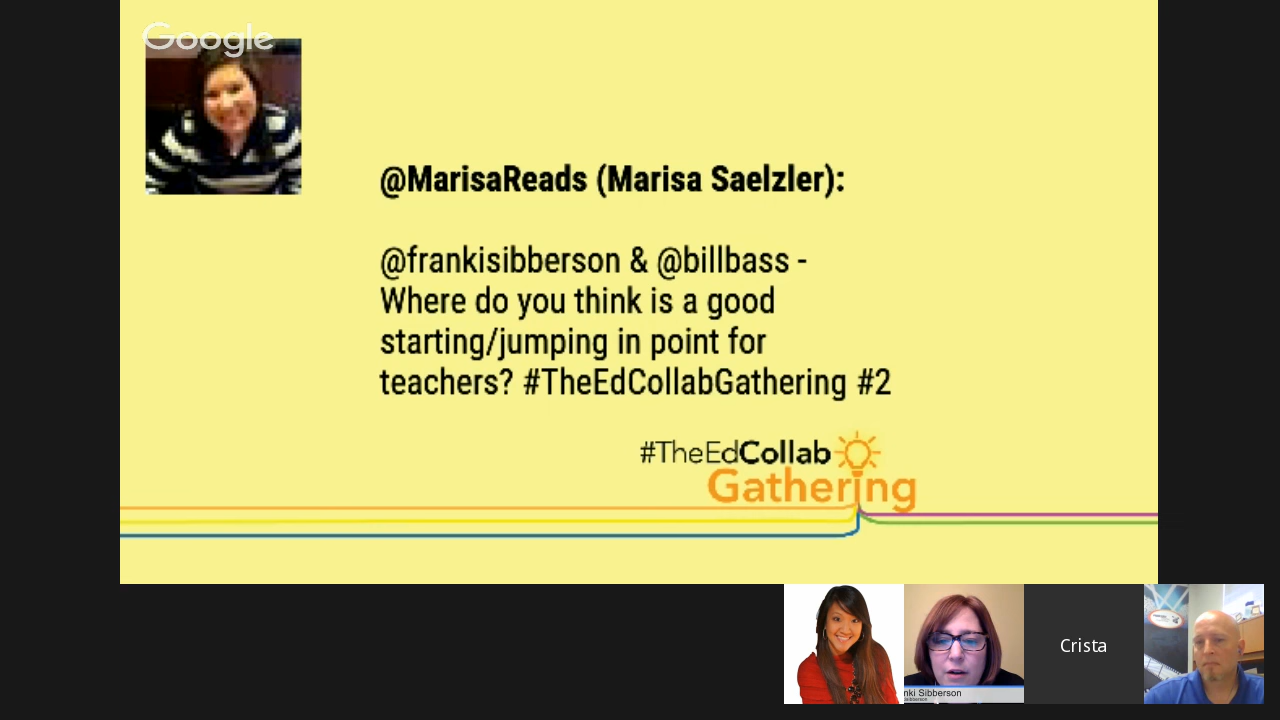 Google
@MarisaReads (Marisa Saelzler):
@frankisibberson & @billbass -
Where do you think is a good
starting/jumping in point for
teachers? #TheEdCollabGathering #2
#TheEdCollab
Gathering
nki Sibberson
Crista